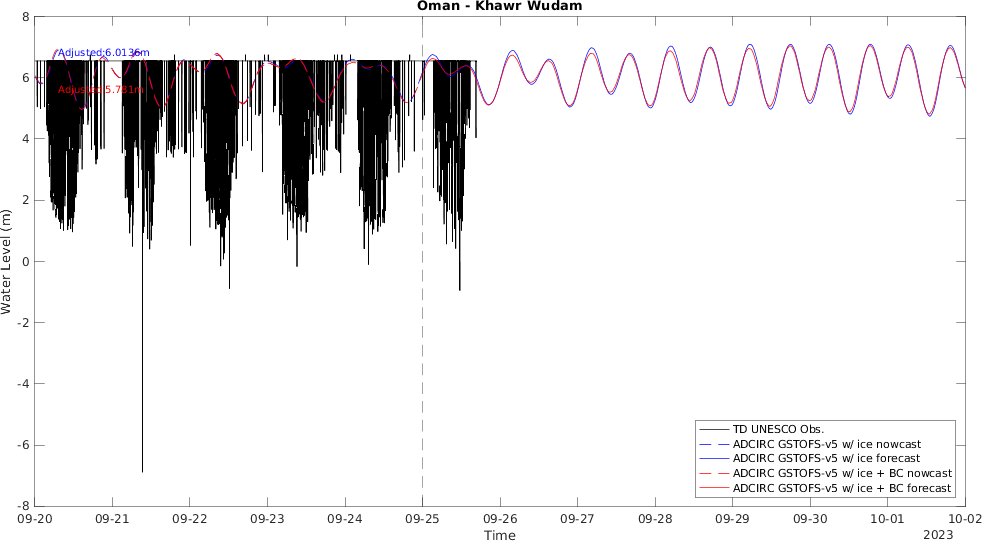 Oman - Khawr Wudam
8
6
4
2
0
-2
-4
-6
-8
Water Level (m)
Adjusted:6.0136m
Adjusted:5.781m
TD UNESCO Obs.
ADCIRC GSTOFS-v5 w/ ice nowcast
ADCIRC GSTOFS-v5 w/ ice forecast
ADCIRC GSTOFS-v5 w/ ice + BC nowcast
ADCIRC GSTOFS-v5 w/ ice + BC forecast
09-20 09-21 09-22 09-23 09-24 09-25 09-26 09-27 09-28 09-29 09-30 10-01 10-02
Time
2023